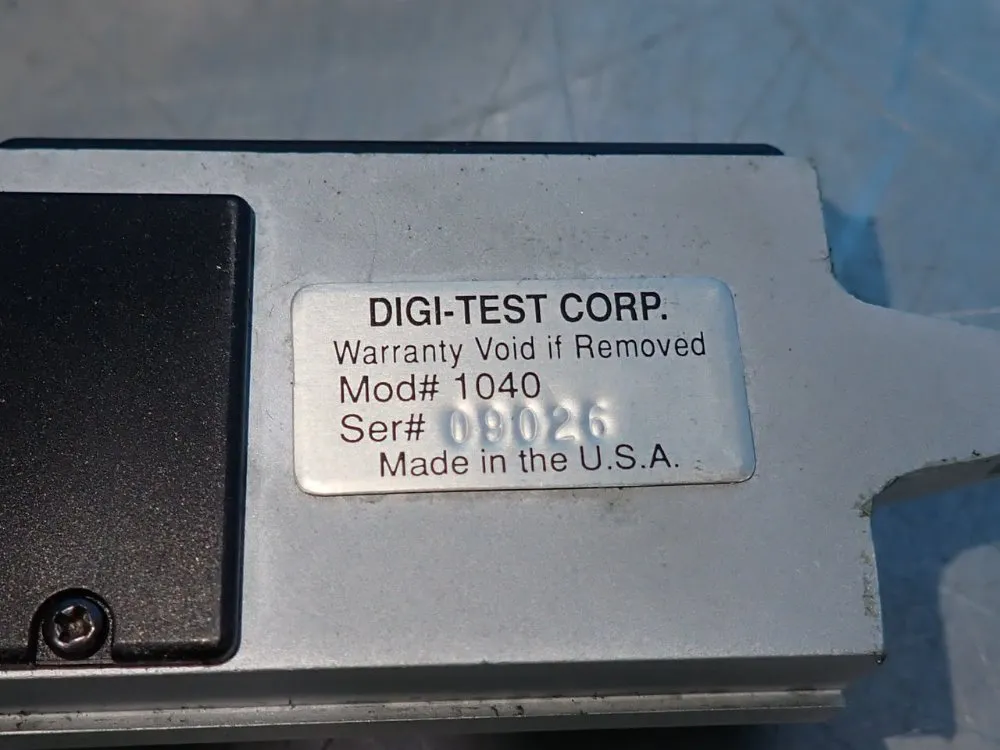 DIGI-TEST CORP.
Warranty Void if Removed
Mod# 1040
Ser# 09026
Made in the U.S.A.